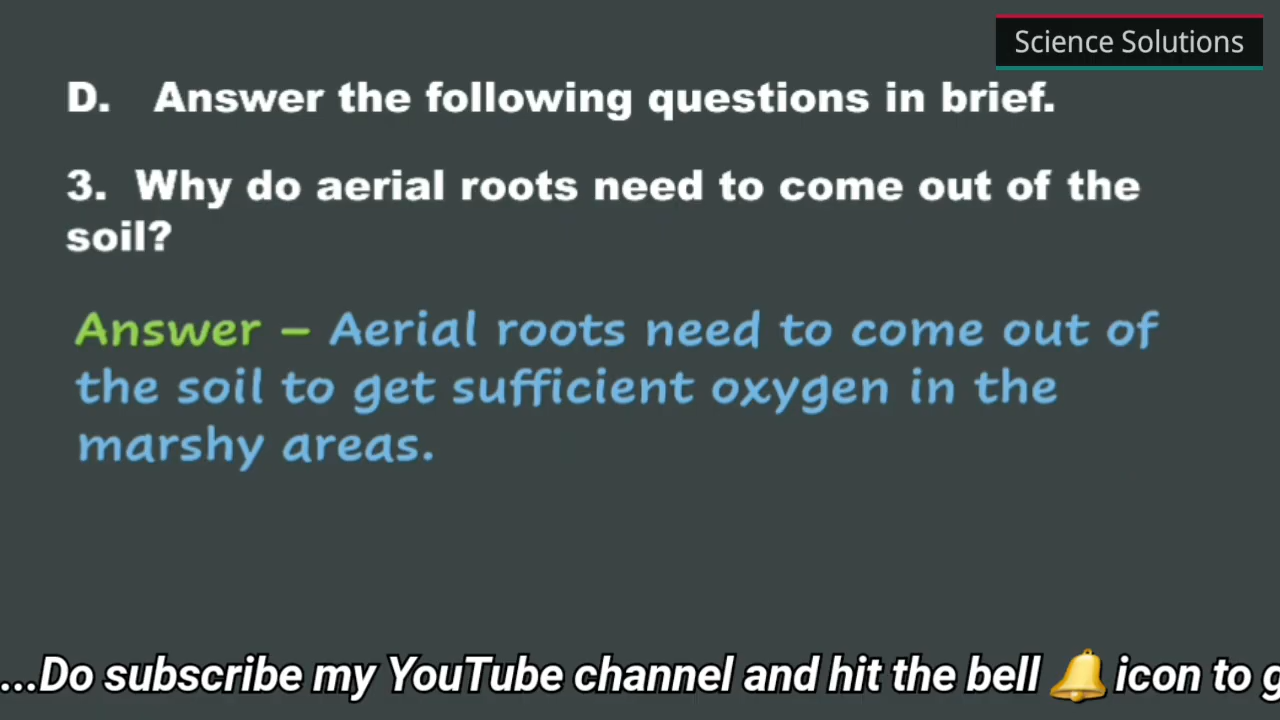 Science Solutions
D. Answer the following questions in brief.
3. Why do aerial roots need to come out of the
soil?
Answer – Aerial roots need to come out of
the soil to get sufficient oxygen in the
marshy areas.
...Do subscribe my YouTube channel and hit the bell 🔔 icon to g